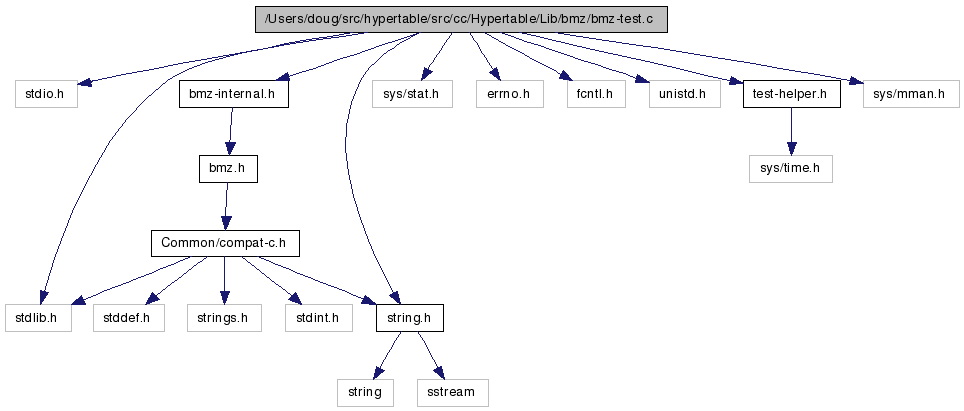 /Users/doug/src/hypertable/src/cc/Hypertable/Lib/bmz/bmz-test.c
stdio.h
bmz-internal.h
sys/stat.h
errno.h
fcntl.h
unistd.h
test-helper.h
sys/mman.h
bmz.h
sys/time.h
Common/compat-c.h
stdlib.h
stddef.h
strings.h
stdint.h
string.h
string
sstream